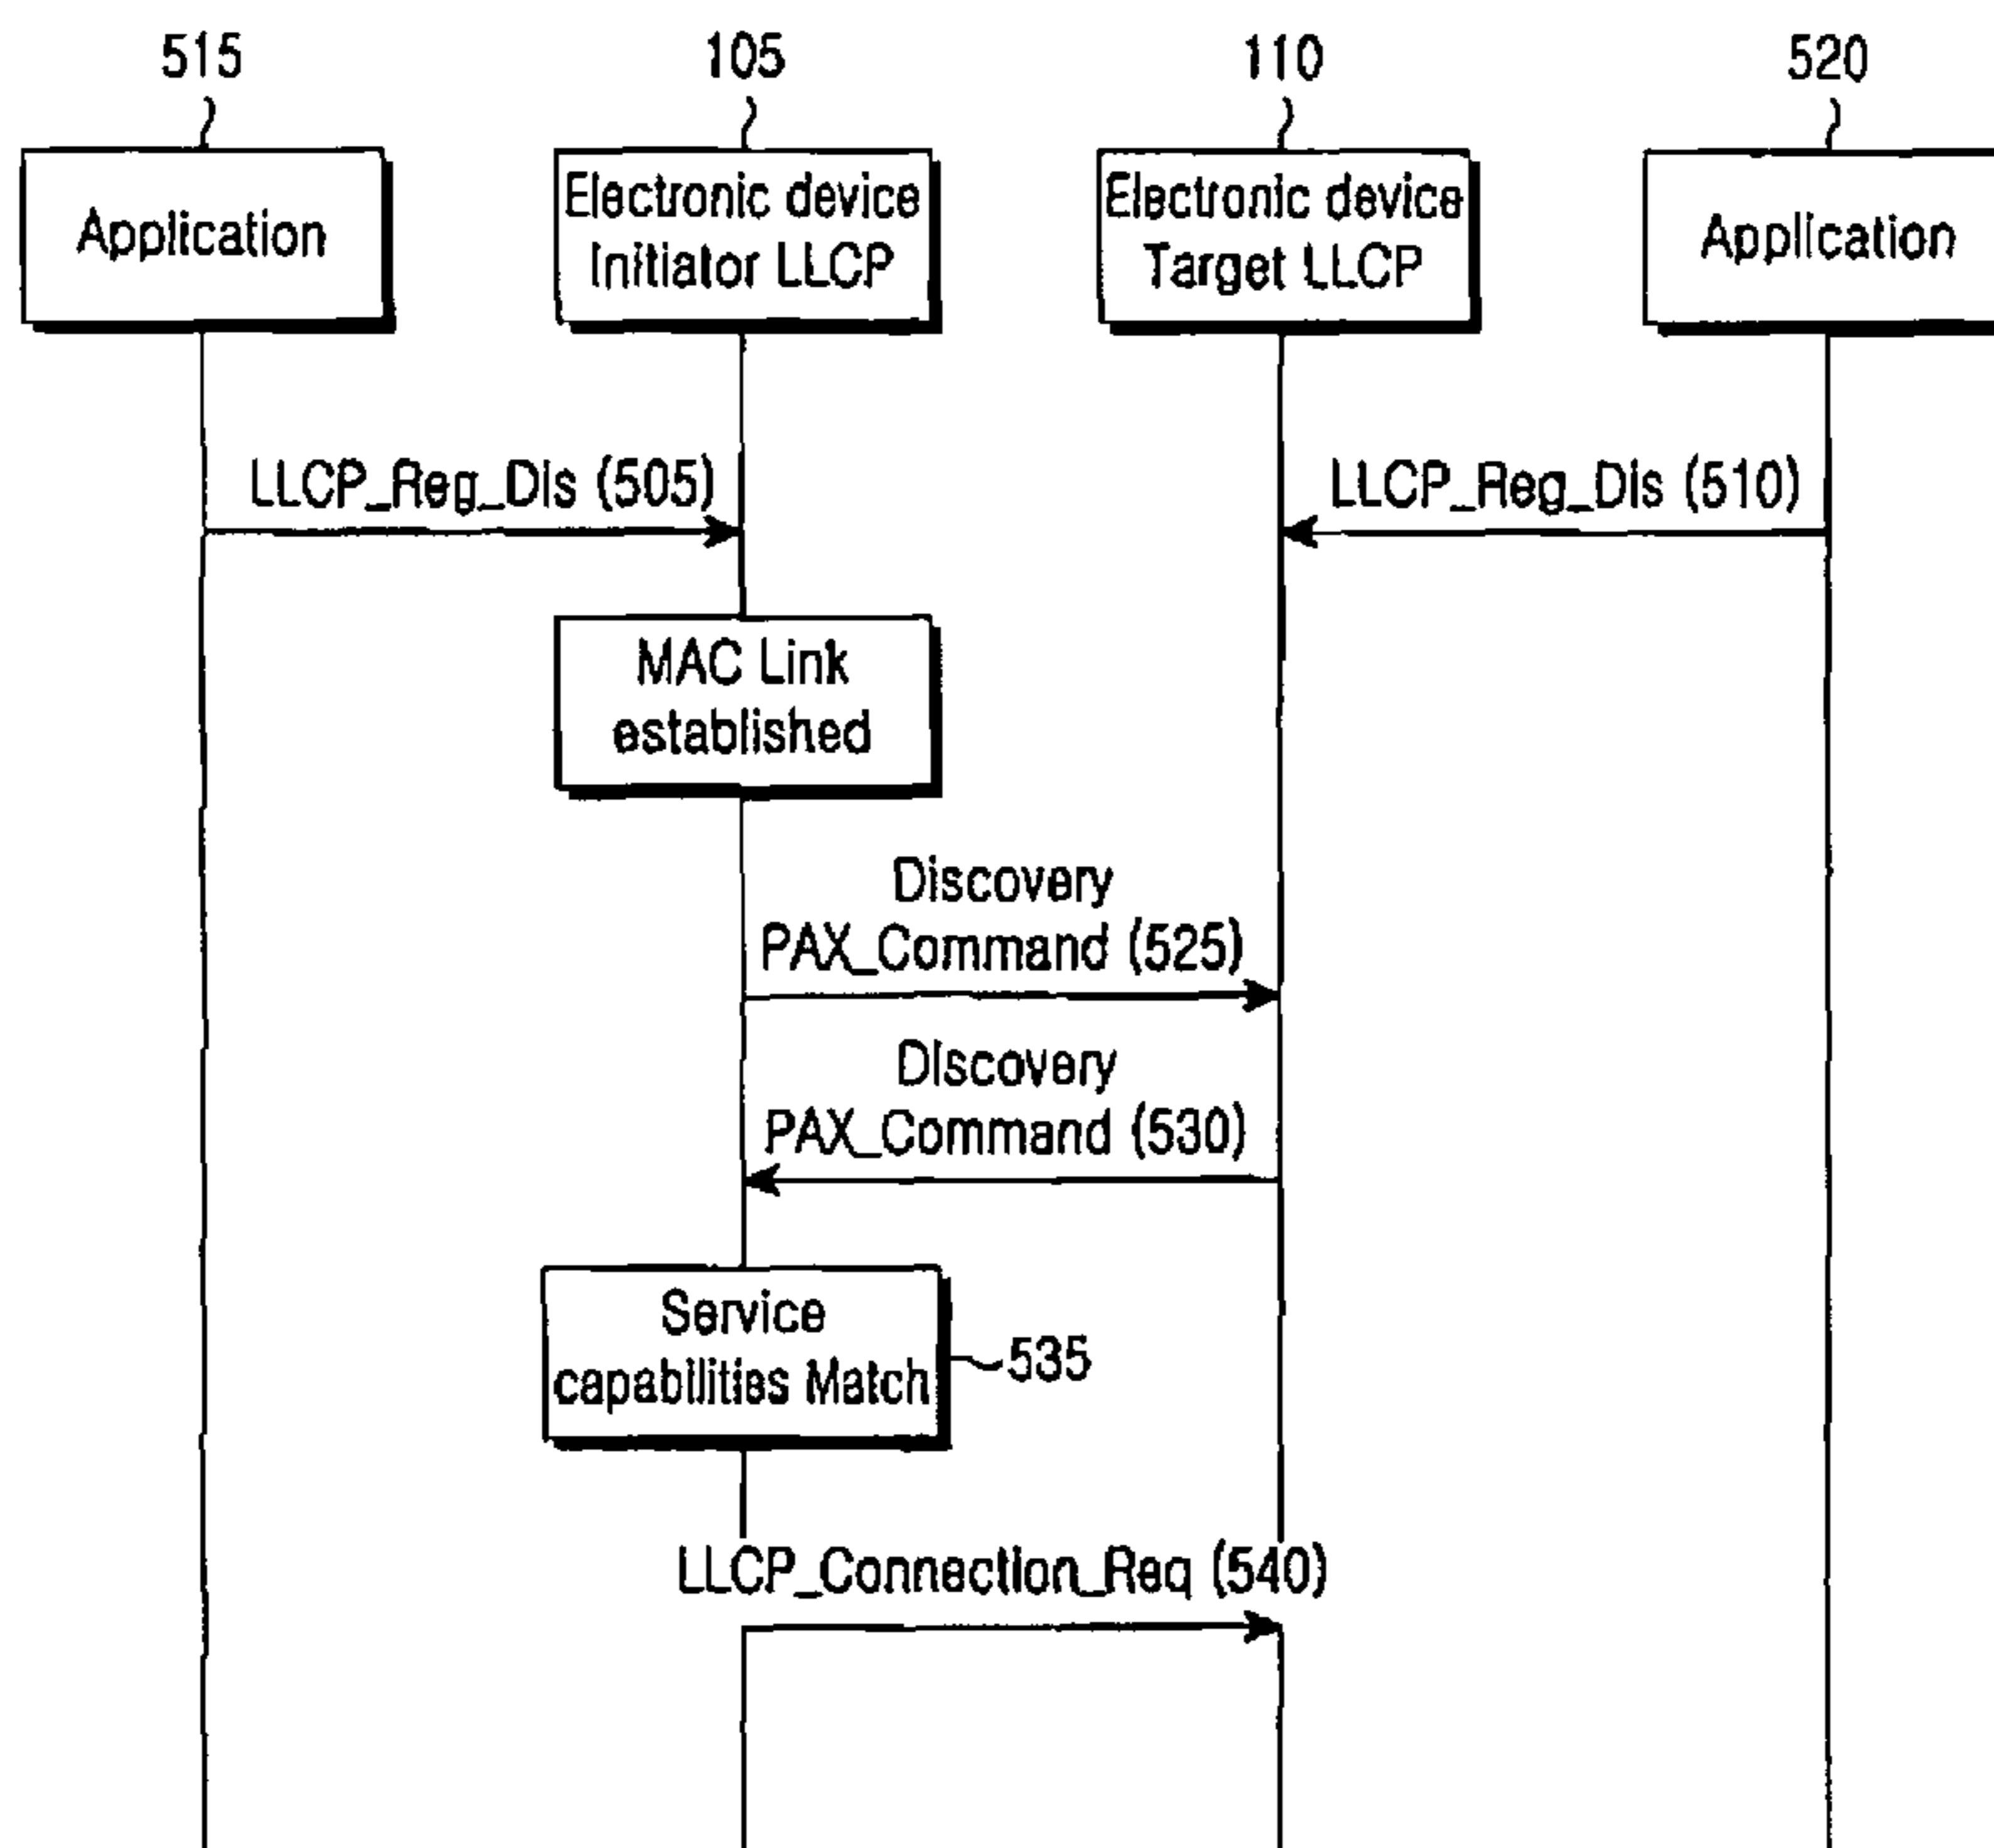 515 105 110 520
Application
Electronic device
Initiator LLCP
Electronic device
Target LLCP
Application
LLCP_Reg_Dis (505)
LLCP_Reg_Dis (510)
MAC Link
established
Discovery
PAX_Command (525)
Discovery
PAX_Command (530)
Service
capabilities Match
535
LLCP_Connection_Req (540)